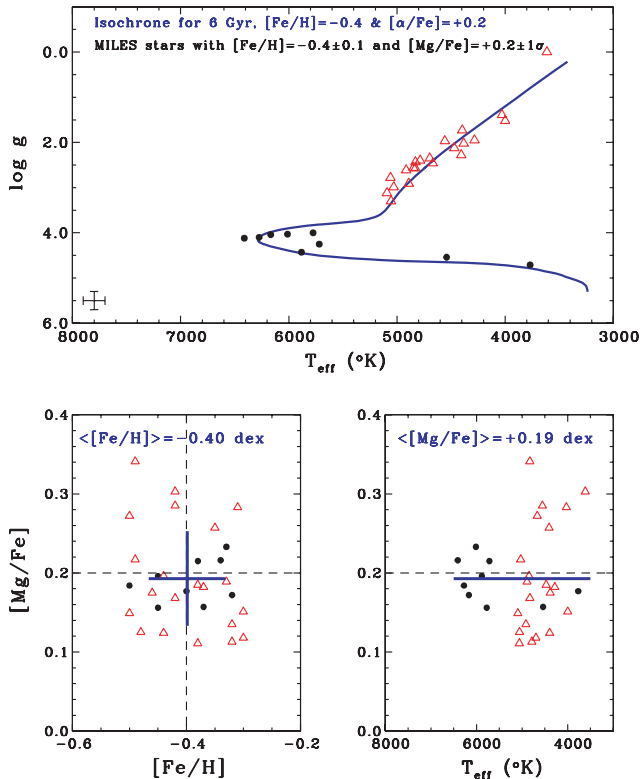 Isochrone for 6 Gyr, [Fe/H]=-0.4 & [α/Fe]=+0.2
MILES stars with [Fe/H]=-0.4±0.1 and [Mg/Fe]=+0.2±1σ
0.0
2.0
4.0
6.0
log g
8000 7000 6000 5000 4000 3000
T_eff (°K)
<[Fe/H]>=-0.40 dex
0.4
0.3
0.2
0.1
0.0
[Mg/Fe]
-0.6 -0.4 -0.2
[Fe/H]
<[Mg/Fe]>=+0.19 dex
0.4
0.3
0.2
0.1
0.0
6000 4000
T_eff (°K)